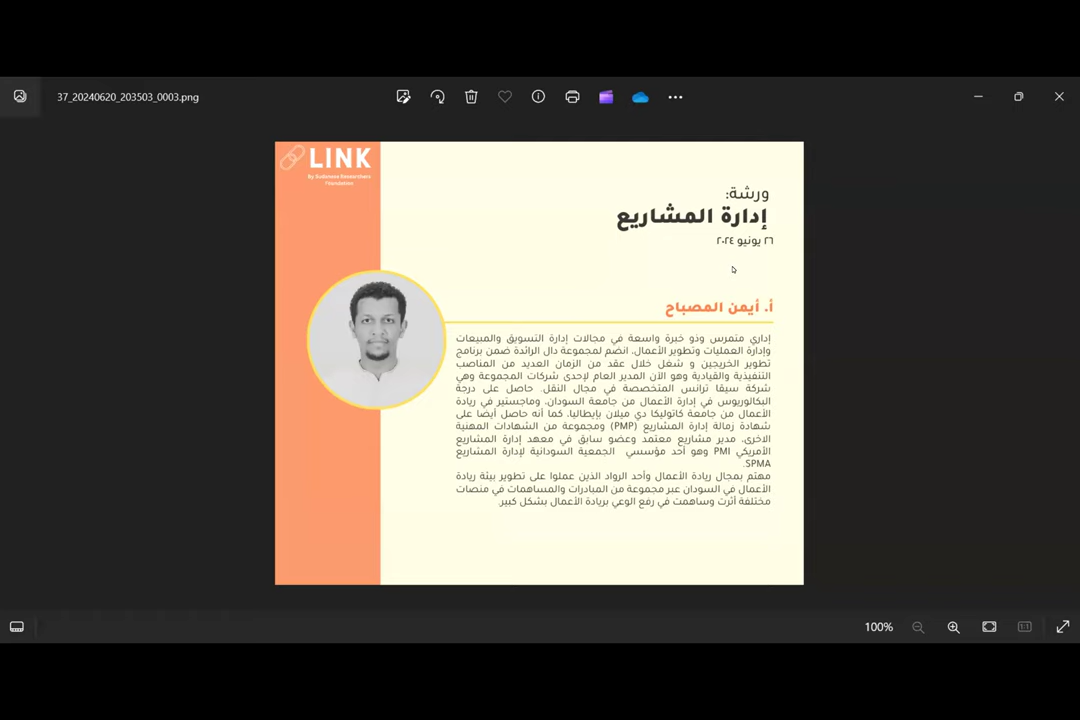 37_20240620_203503_0003.png
LINK
By Sudanese Researchers
Foundation
ورشة:
إدارة المشاريع
٢٦ يونيو ٢٠٢٤
أ. أيمن المصباح
إداري متمرس وذو خبرة واسعة في مجالات إدارة التسويق والمبيعات
وإدارة العمليات وتطوير الأعمال، انضم لمجموعة دال الرائدة ضمن برنامج
تطوير الخريجين و شغل خلال عقد من الزمان العديد من المناصب
التنفيذية والقيادية وهو الآن المدير العام لإحدى شركات المجموعة وهي
شركة سيقا ترانس المتخصصة في مجال النقل. حاصل على درجة
البكالوريوس في إدارة الأعمال من جامعة السودان، وماجستير في ريادة
الأعمال من جامعة كاتوليكا دي ميلان بإيطاليا، كما أنه حاصل أيضا على
شهادة زمالة إدارة المشاريع (PMP) ومجموعة من الشهادات المهنية
الاخرى، مدير مشاريع معتمد وعضو سابق في معهد إدارة المشاريع
الأمريكي PMI وهو أحد مؤسسي الجمعية السودانية لإدارة المشاريع
SPMA.
مهتم بمجال ريادة الأعمال وأحد الرواد الذين عملوا على تطوير بيئة ريادة
الأعمال في السودان عبر مجموعة من المبادرات والمساهمات في منصات
مختلفة أثرت وساهمت في رفع الوعي بريادة الأعمال بشكل كبير.
100%
1:1